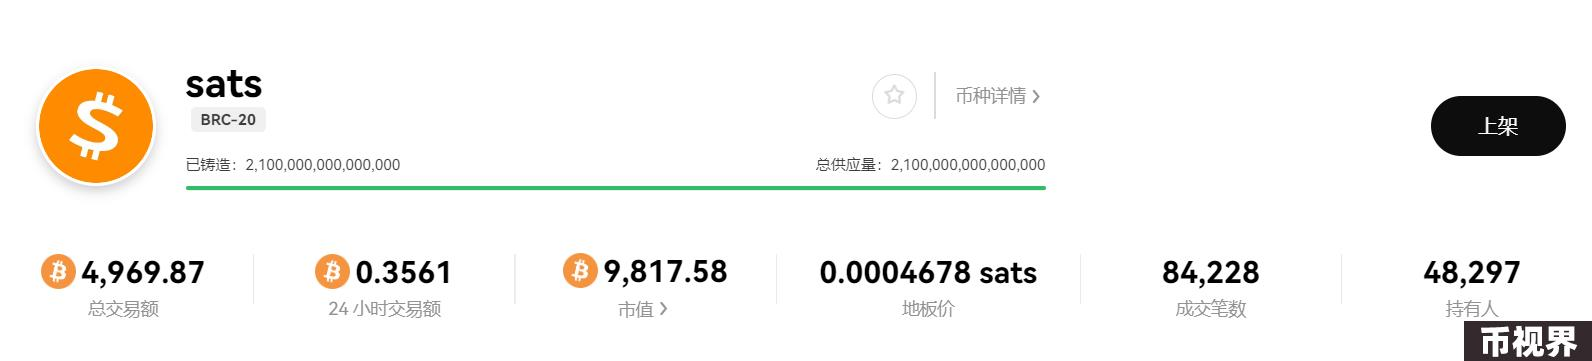 sats
BRC-20
币种详情
上架
已铸造：2,100,000,000,000,000
总供应量：2,100,000,000,000,000
4,969.87
总交易额
0.3561
24 小时交易额
9,817.58
市值
0.0004678 sats
地板价
84,228
成交笔数
48,297
持有人
币视界